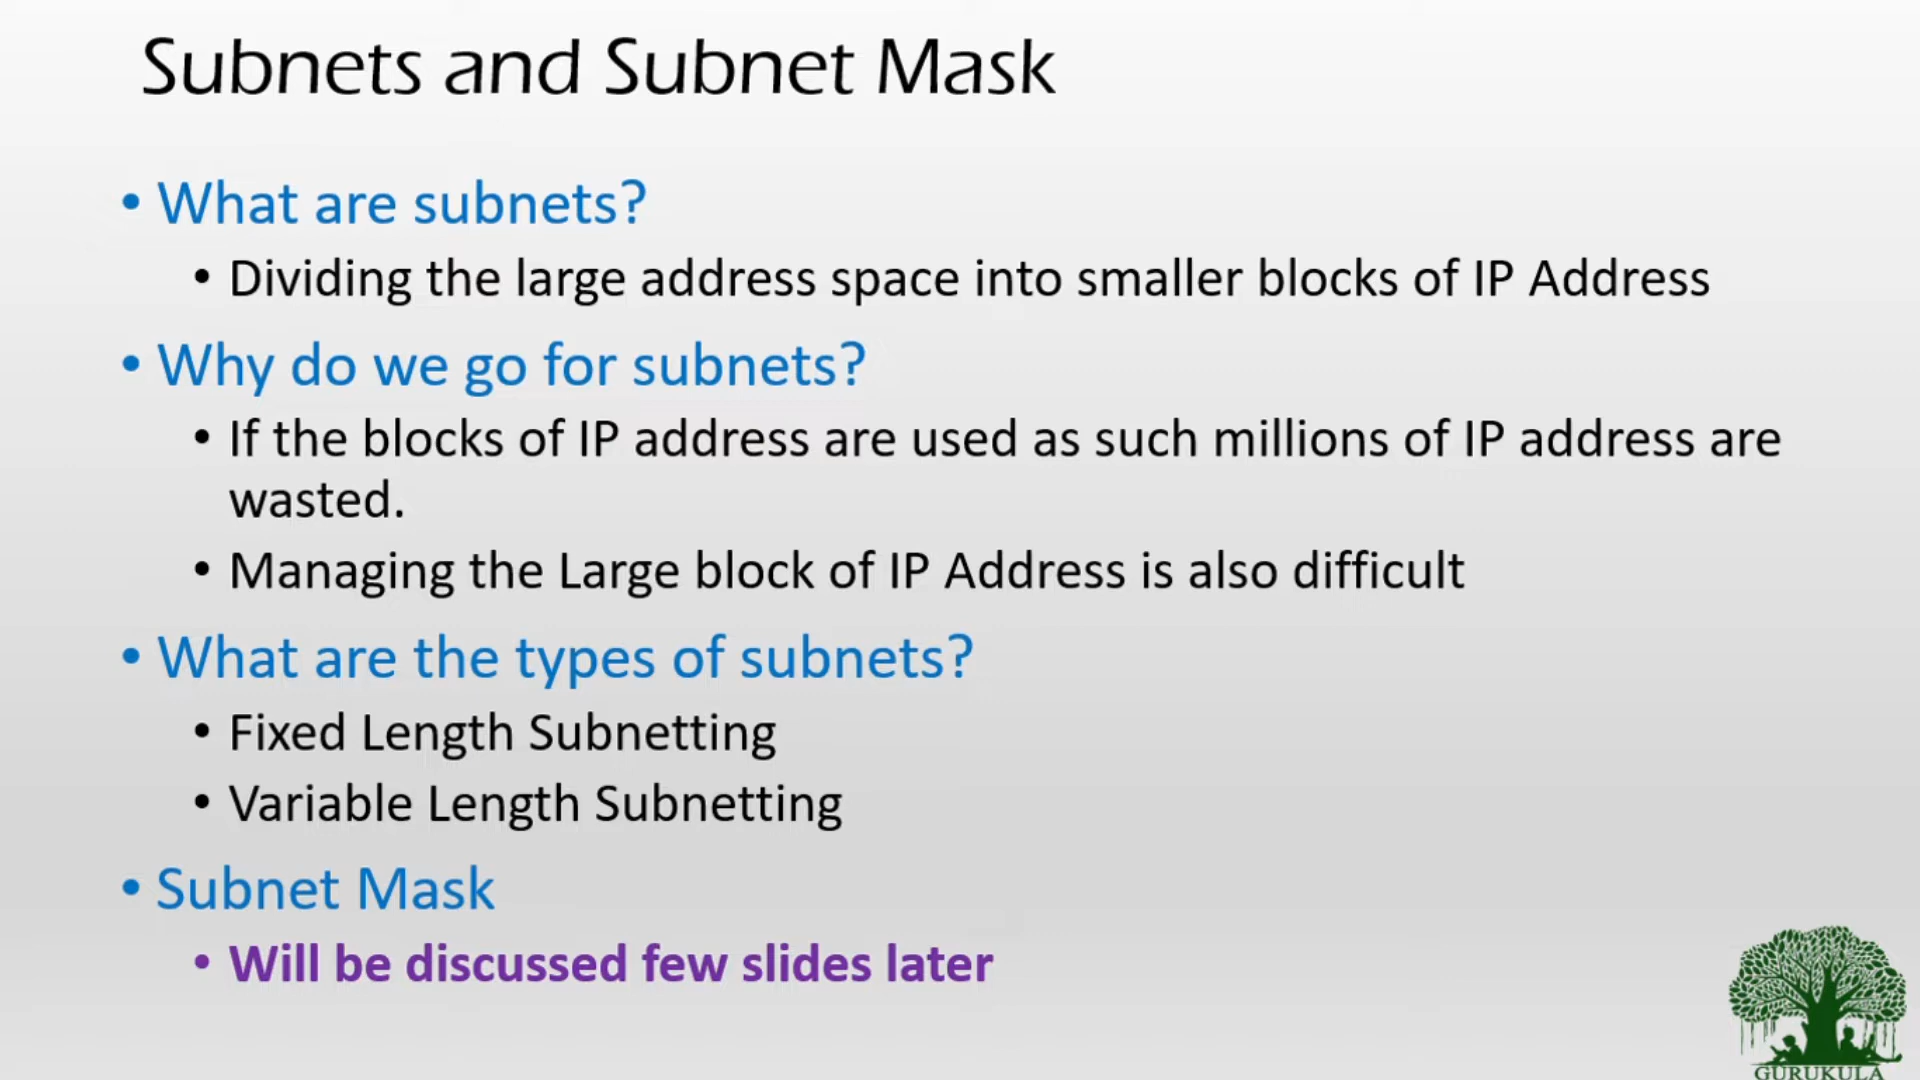 Subnets and Subnet Mask
• What are subnets?
• Dividing the large address space into smaller blocks of IP Address
• Why do we go for subnets?
• If the blocks of IP address are used as such millions of IP address are
wasted.
• Managing the Large block of IP Address is also difficult
• What are the types of subnets?
• Fixed Length Subnetting
• Variable Length Subnetting
• Subnet Mask
• Will be discussed few slides later
GURUKULA